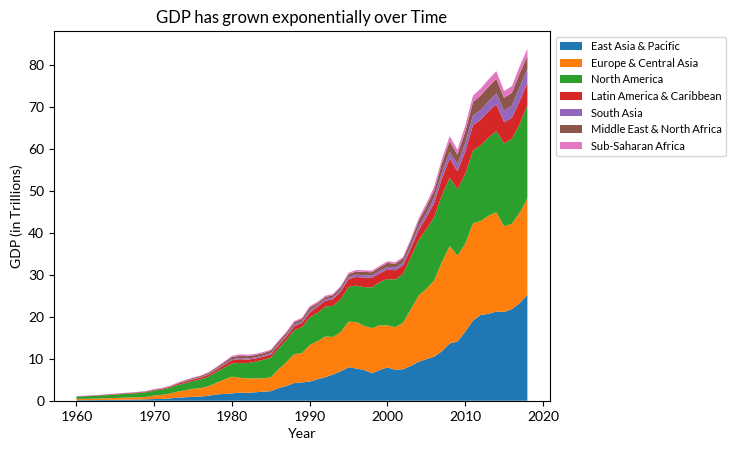 GDP has grown exponentially over Time
GDP (in Trillions)
80
70
60
50
40
30
20
10
0
1960 1970 1980 1990 2000 2010 2020
Year
East Asia & Pacific
Europe & Central Asia
North America
Latin America & Caribbean
South Asia
Middle East & North Africa
Sub-Saharan Africa